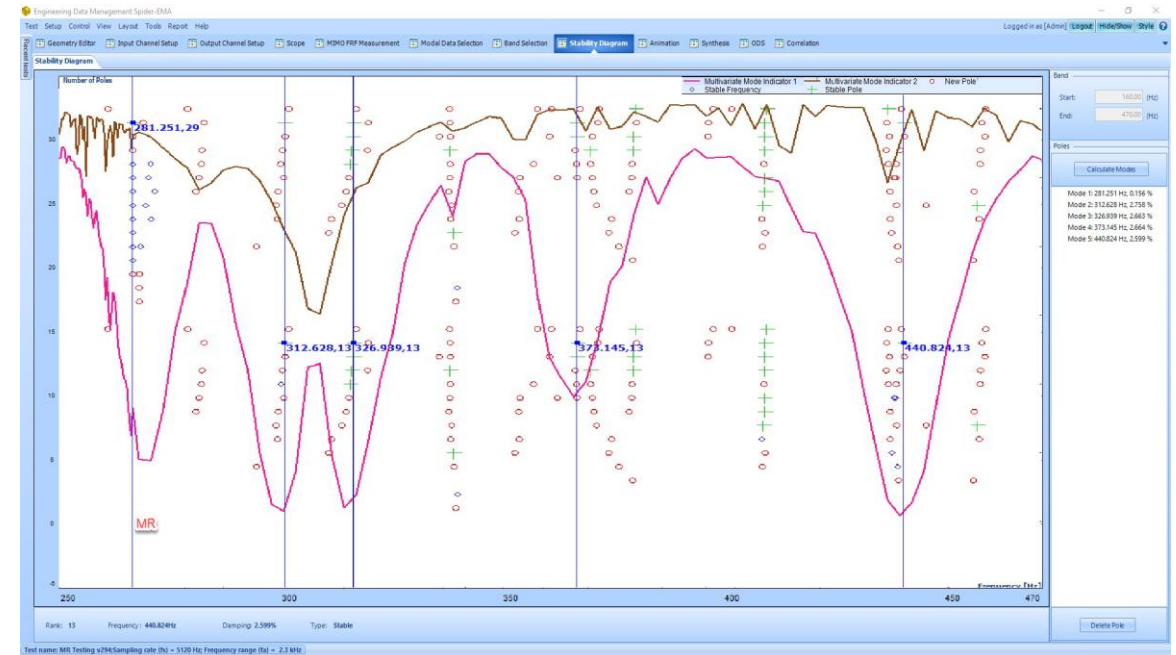 Engineering Data Management Spider-EMA
Test Setup Control View Layout Tools Report Help
Logged in as [Admin] Logout Hide/Show Style
Geometry Editor Input Channel Setup Output Channel Setup Scope MIMO FRF Measurement Modal Data Selection Band Selection Stability Diagram Animation Synthesis ODS Correlation
Stability Diagram
Number of Poles
Multivariate Mode Indicator 1 Multivariate Mode Indicator 2 New Pole
Stable Frequency Stable Pole
Band
Start: 160.00 (Hz)
End: 470.00 (Hz)
Poles
Calculate Modes
Mode 1: 281.251 Hz, 0.156 %
Mode 2: 312.628 Hz, 2.758 %
Mode 3: 326.939 Hz, 2.663 %
Mode 4: 373.145 Hz, 2.664 %
Mode 5: 440.824 Hz, 2.599 %
281.251,29
30
20
15
312.628,13
326.939,13
373.145,13
440.824,13
10
5
0
MR
Frequency [Hz]
250 300 350 400 450 470
Rank: 13 Frequency: 440.824Hz Damping: 2.599% Type: Stable
Delete Pole
Test name: MR Testing v294;Sampling rate (fs) = 5120 Hz; Frequency range (fa) = 2.3 kHz